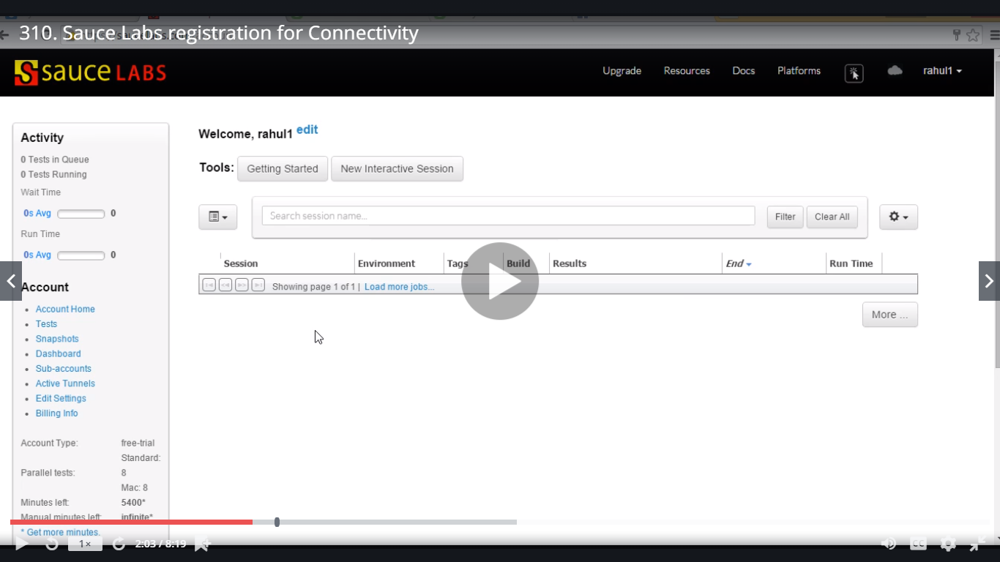 310. Sauce Labs registration for Connectivity
SAUCE LABS
Upgrade Resources Docs Platforms rahul1
Activity
0 Tests in Queue
0 Tests Running
Wait Time
0s Avg 0
Run Time
0s Avg 0
Account
Account Home
Tests
Snapshots
Dashboard
Sub-accounts
Active Tunnels
Edit Settings
Billing Info
Account Type: free-trial
Standard:
Parallel tests: 8
Mac: 8
Minutes left: 5400*
Manual minutes left: infinite*
* Get more minutes.
Welcome, rahul1 edit
Tools: Getting Started New Interactive Session
Search session name... Filter Clear All
Session Environment Tags Build Results End Run Time
Showing page 1 of 1 | Load more jobs...
More ...
1× 2:03 / 8:19 CC